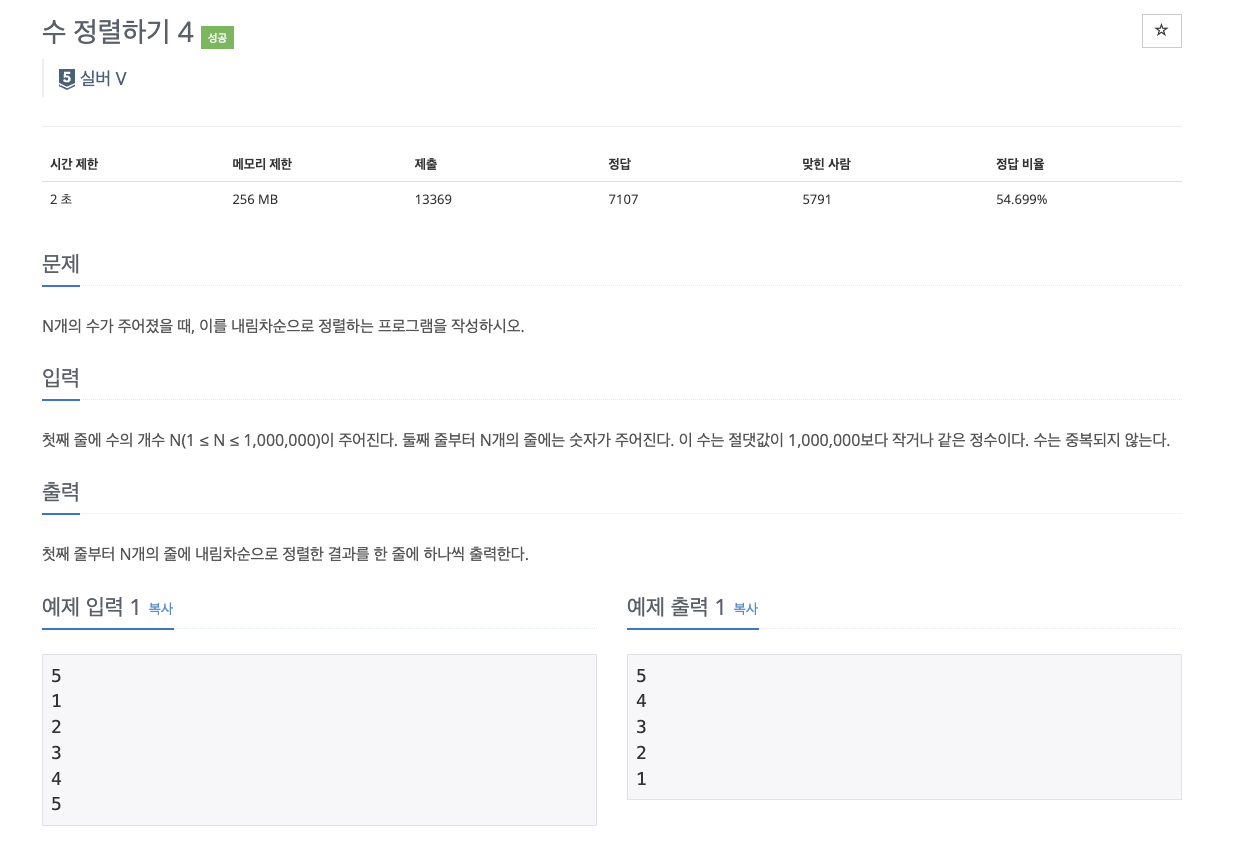 수 정렬하기 4 성공
☆
5 실버 V
시간 제한 메모리 제한 제출 정답 맞힌 사람 정답 비율
2 초 256 MB 13369 7107 5791 54.699%
문제
N개의 수가 주어졌을 때, 이를 내림차순으로 정렬하는 프로그램을 작성하시오.
입력
첫째 줄에 수의 개수 N(1 ≤ N ≤ 1,000,000)이 주어진다. 둘째 줄부터 N개의 줄에는 숫자가 주어진다. 이 수는 절댓값이 1,000,000보다 작거나 같은 정수이다. 수는 중복되지 않는다.
출력
첫째 줄부터 N개의 줄에 내림차순으로 정렬한 결과를 한 줄에 하나씩 출력한다.
예제 입력 1 복사
5
1
2
3
4
5
예제 출력 1 복사
5
4
3
2
1